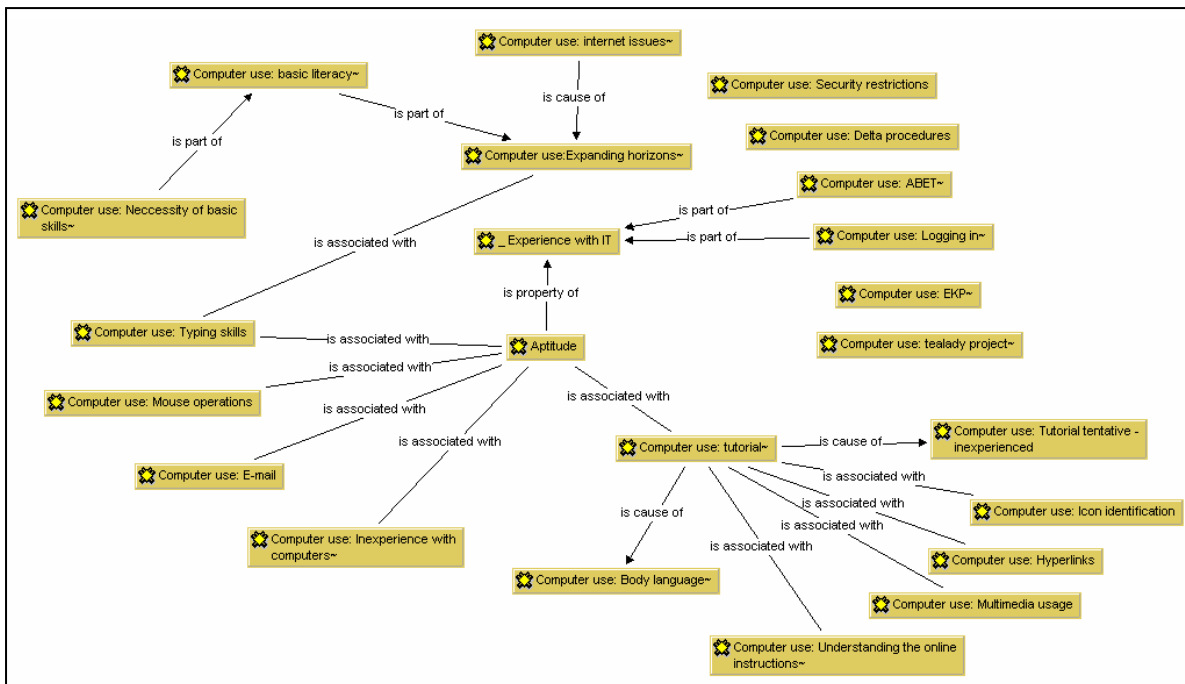 Computer use: internet issues~
Computer use: basic literacy~
Computer use: Security restrictions
is cause of
is part of
is part of
Computer use: Delta procedures
Computer use:Expanding horizons~
Computer use: ABET~
Computer use: Neccessity of basic
skills~
is part of
is associated with
_ Experience with IT
is part of
Computer use: Logging in~
is property of
Computer use: EKP~
Computer use: Typing skills
is associated with
Aptitude
Computer use: tealady project~
is associated with
Computer use: Mouse operations
is associated with
is associated with
is associated with
Computer use: tutorial~
is cause of
Computer use: Tutorial tentative -
inexperienced
Computer use: E-mail
is associated with
is associated with
Computer use: Icon identification
is cause of
is associated with
Computer use: Inexperience with
computers~
is associated with
Computer use: Hyperlinks
Computer use: Body language~
Computer use: Multimedia usage
Computer use: Understanding the online
instructions~